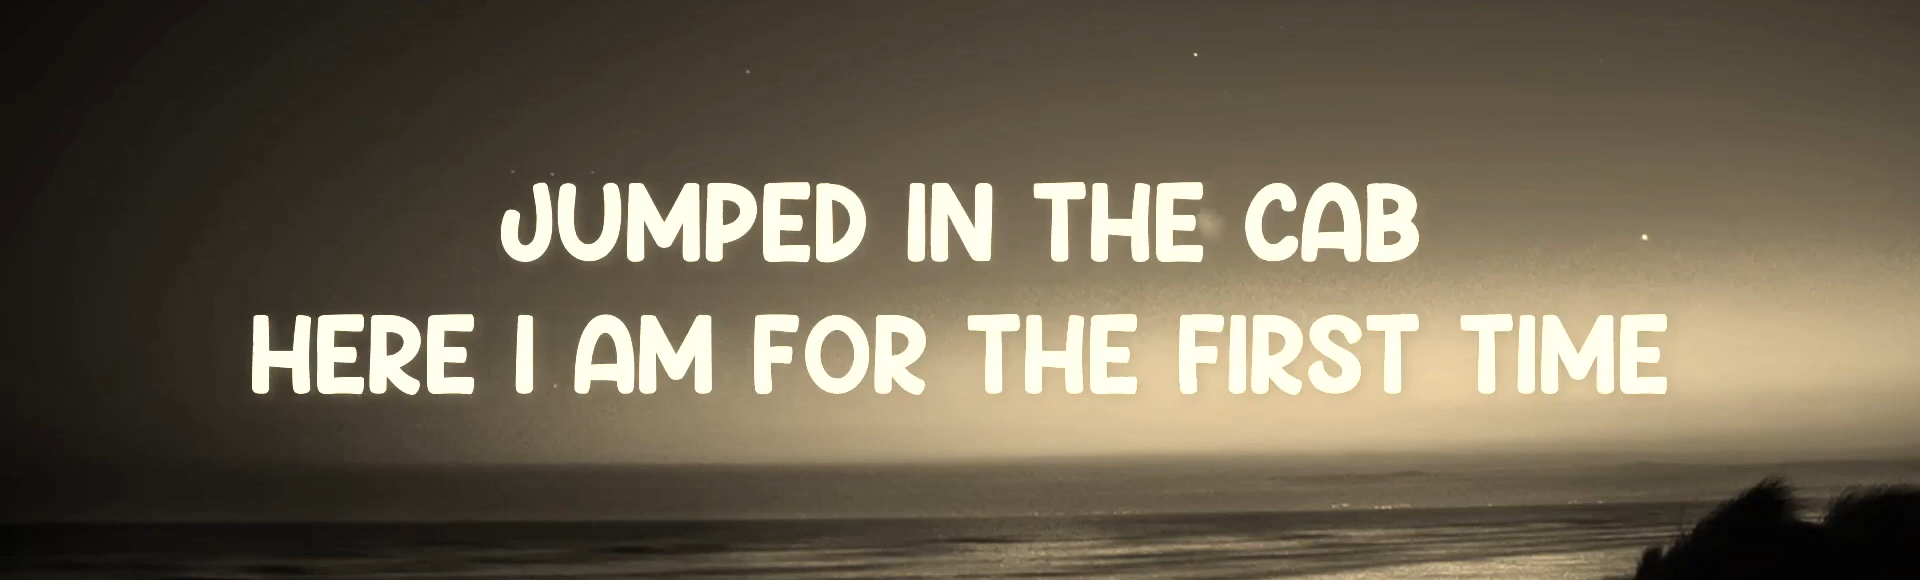 JUMPED IN THE CAB
HERE I AM FOR THE FIRST TIME